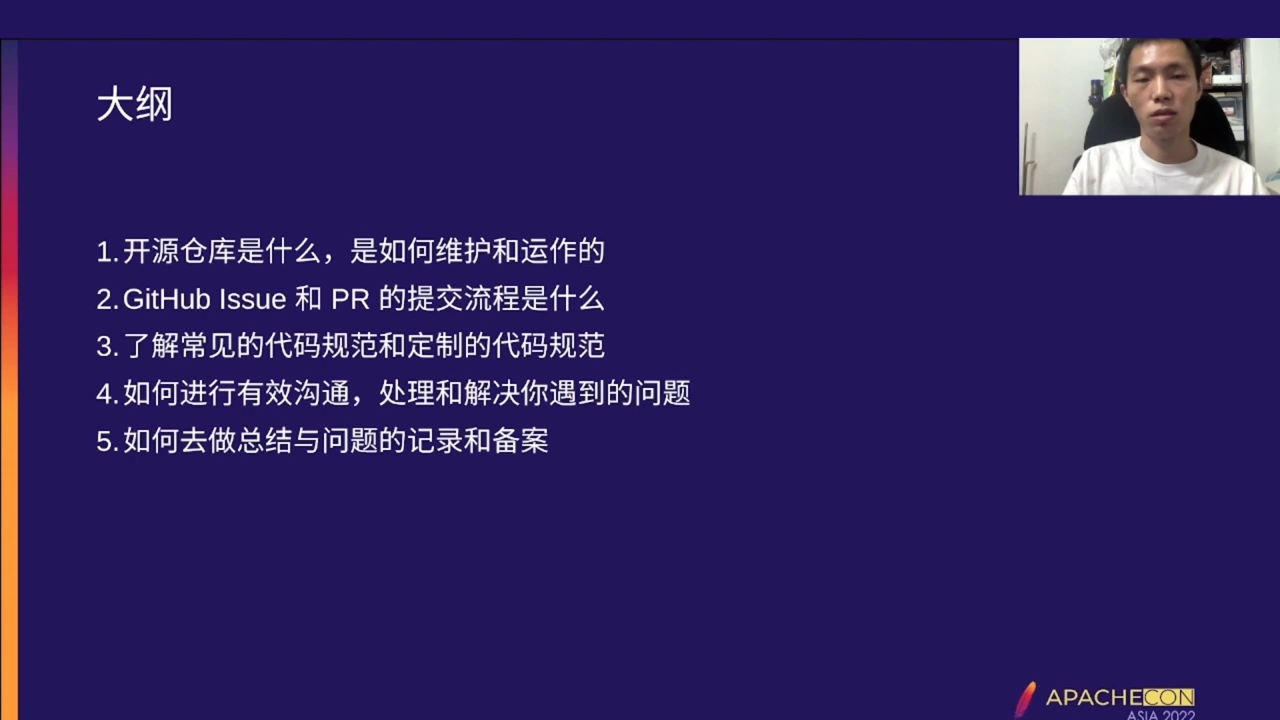 大纲
1.开源仓库是什么，是如何维护和运作的
2.GitHub Issue 和 PR 的提交流程是什么
3.了解常见的代码规范和定制的代码规范
4.如何进行有效沟通，处理和解决你遇到的问题
5.如何去做总结与问题的记录和备案
APACHECON
ASIA 2022